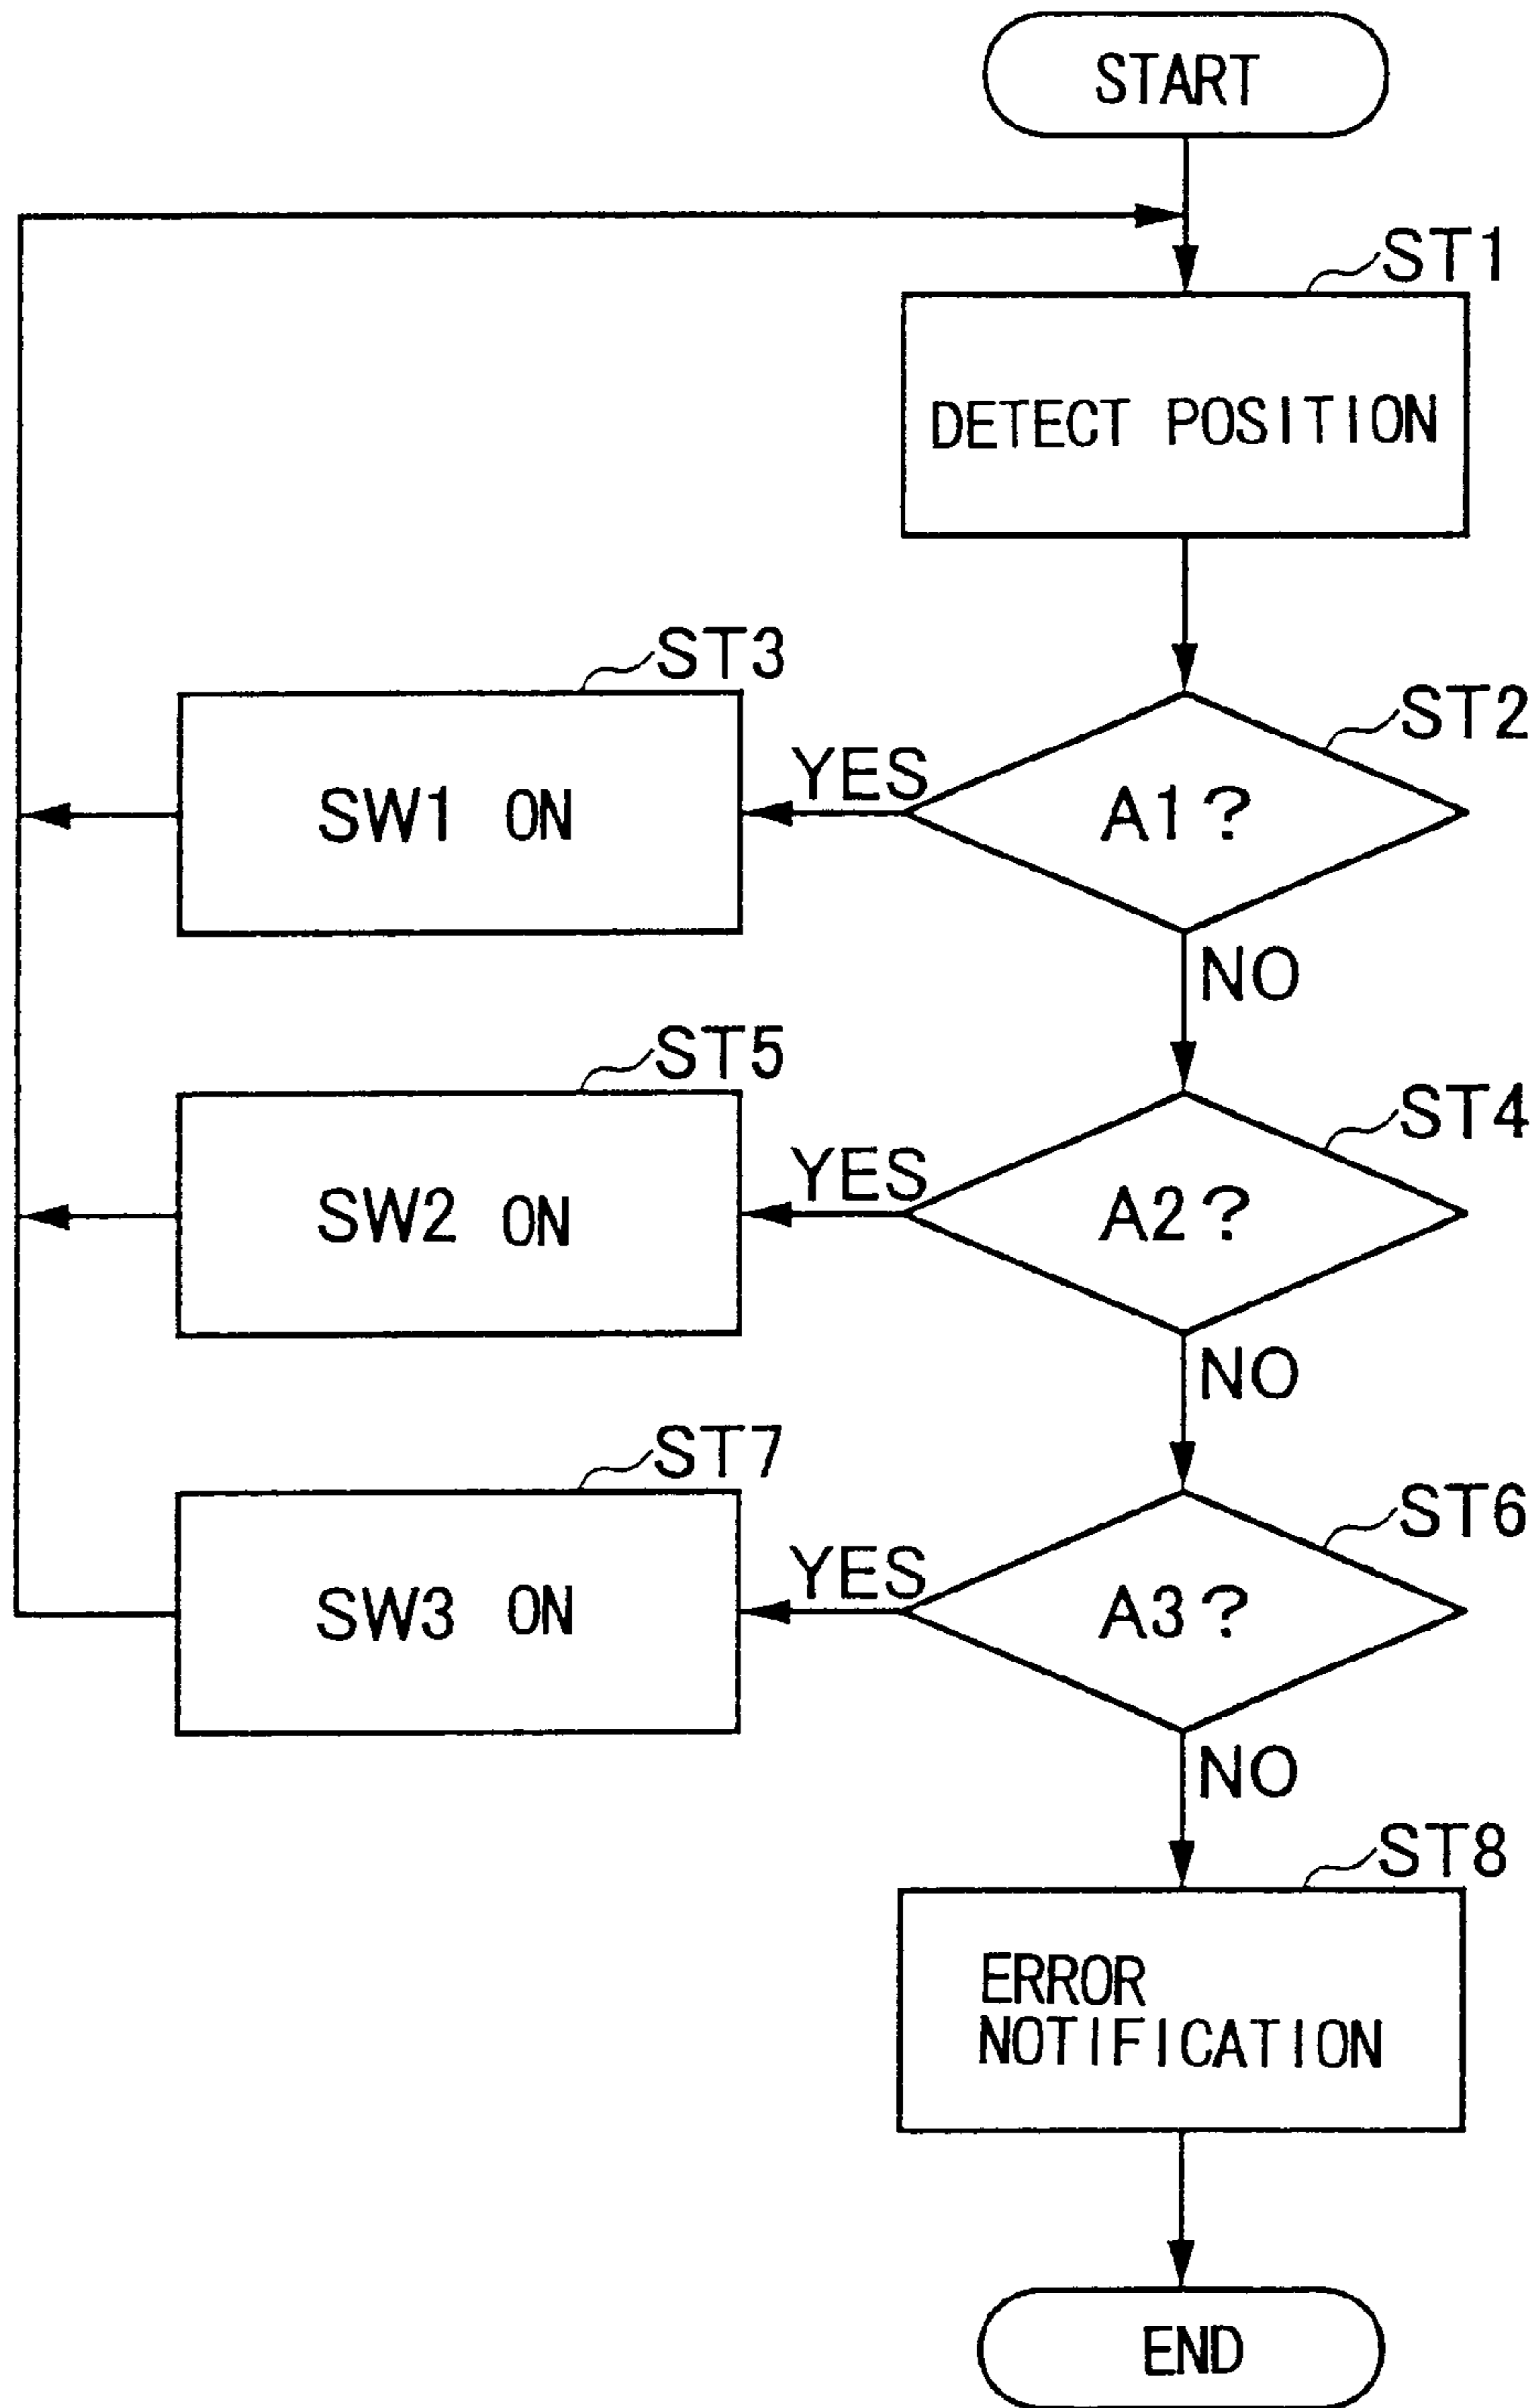 START
ST1
DETECT POSITION
ST3
ST2
SW1 ON
YES
A1?
NO
ST5
ST4
SW2 ON
YES
A2?
NO
ST7
ST6
SW3 ON
YES
A3?
NO
ST8
ERROR
NOTIFICATION
END